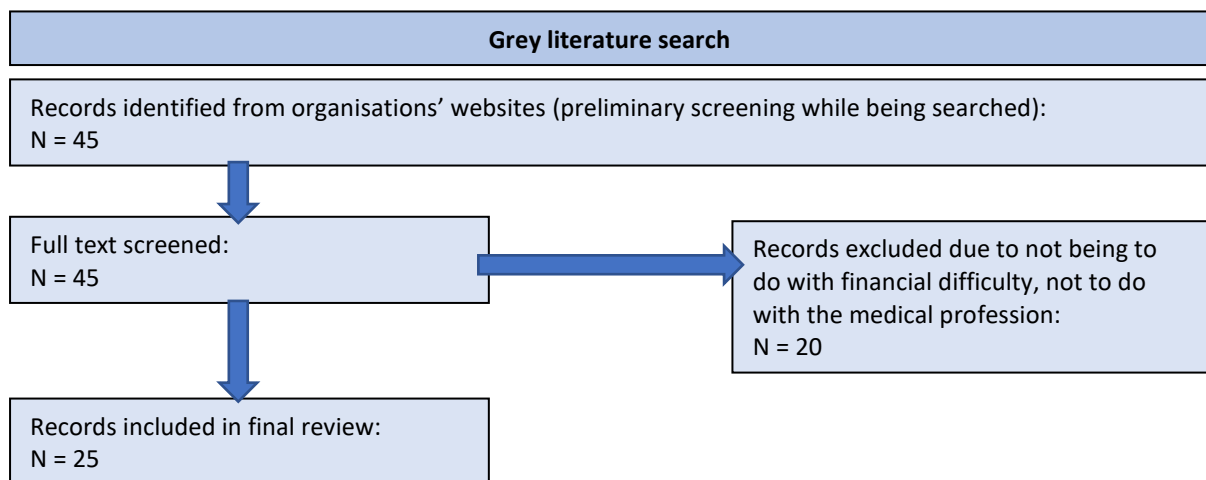 Grey literature search
Records identified from organisations’ websites (preliminary screening while being searched):
N = 45
Full text screened:
N = 45
Records excluded due to not being to
do with financial difficulty, not to do
with the medical profession:
N = 20
Records included in final review:
N = 25